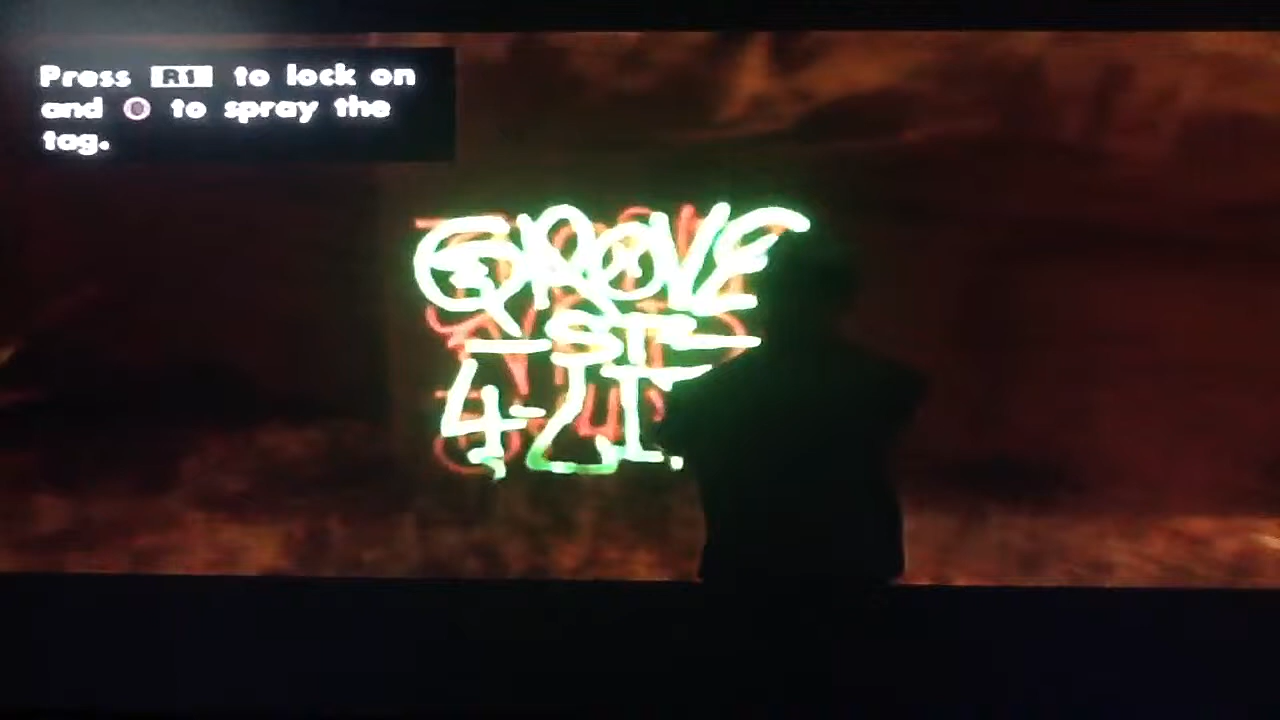 Press R1 to lock on
and O to spray the
tag.
GROVE
ST
4-LI